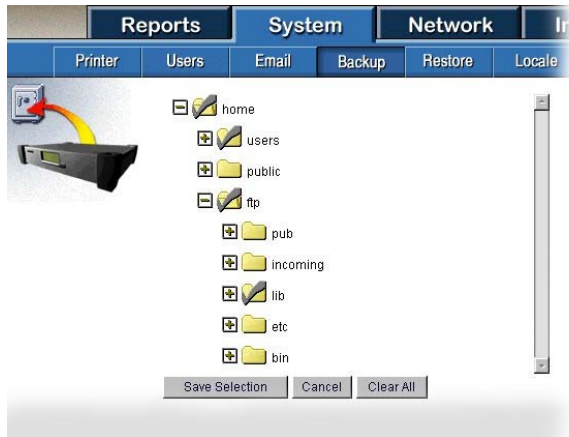 Reports System Network
Printer Users Email Backup Restore Locale
home
users
public
ftp
pub
incoming
lib
etc
bin
Save Selection Cancel Clear All